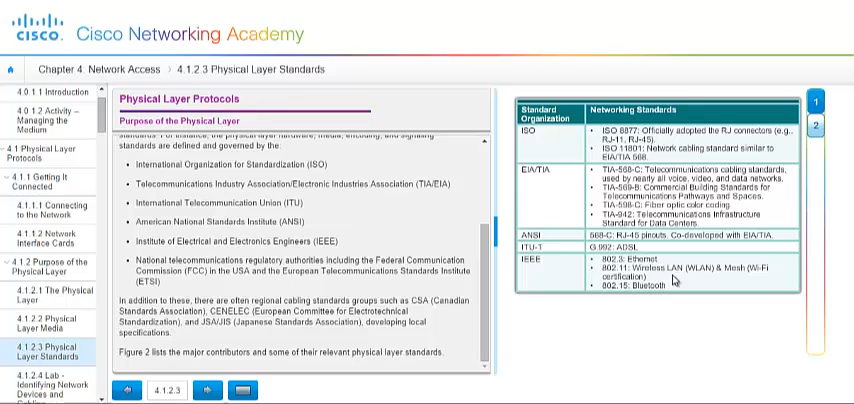 cisco. Cisco Networking Academy
Chapter 4. Network Access > 4.1.2.3 Physical Layer Standards
4.0.1.1 Introduction
4.0.1.2 Activity –
Managing the
Medium
4.1 Physical Layer
Protocols
4.1.1 Getting It
Connected
4.1.1.1 Connecting
to the Network
4.1.1.2 Network
Interface Cards
4.1.2 Purpose of the
Physical Layer
4.1.2.1 The Physical
Layer
4.1.2.2 Physical
Layer Media
4.1.2.3 Physical
Layer Standards
4.1.2.4 Lab -
Identifying Network
Devices and
Physical Layer Protocols
Purpose of the Physical Layer
standards. For instance, the physical layer hardware, media, encoding, and signaling
standards are defined and governed by the:
• International Organization for Standardization (ISO)
• Telecommunications Industry Association/Electronic Industries Association (TIA/EIA)
• International Telecommunication Union (ITU)
• American National Standards Institute (ANSI)
• Institute of Electrical and Electronics Engineers (IEEE)
• National telecommunications regulatory authorities including the Federal Communication
Commission (FCC) in the USA and the European Telecommunications Standards Institute
(ETSI)
In addition to these, there are often regional cabling standards groups such as CSA (Canadian
Standards Association), CENELEC (European Committee for Electrotechnical
Standardization), and JSA/JIS (Japanese Standards Association), developing local
specifications.
Figure 2 lists the major contributors and some of their relevant physical layer standards.
4.1.2.3
Standard
Organization
Networking Standards
ISO
• ISO 8877: Officially adopted the RJ connectors (e.g.,
RJ-11, RJ-45).
• ISO 11801: Network cabling standard similar to
EIA/TIA 568.
EIA/TIA
• TIA-568-C: Telecommunications cabling standards,
used by nearly all voice, video, and data networks.
• TIA-569-B: Commercial Building Standards for
Telecommunications Pathways and Spaces.
• TIA-598-C: Fiber optic color coding.
• TIA-942: Telecommunications Infrastructure
Standard for Data Centers
ANSI
568-C: RJ-45 pinouts. Co-developed with EIA/TIA.
ITU-T
G.992: ADSL
IEEE
• 802.3: Ethernet
• 802.11: Wireless LAN (WLAN) & Mesh (Wi-Fi
certification)
• 802.15: Bluetooth
1
2